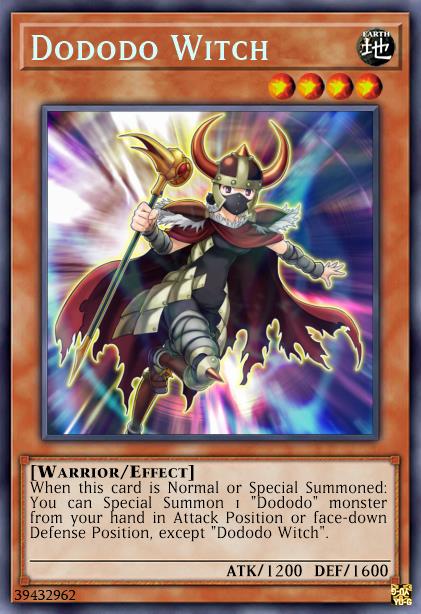 DODODO WITCH
EARTH
地
[WARRIOR/EFFECT]
When this card is Normal or Special Summoned:
You can Special Summon 1 "Dododo" monster
from your hand in Attack Position or face-down
Defense Position, except "Dododo Witch".
ATK/1200 DEF/1600
39432962